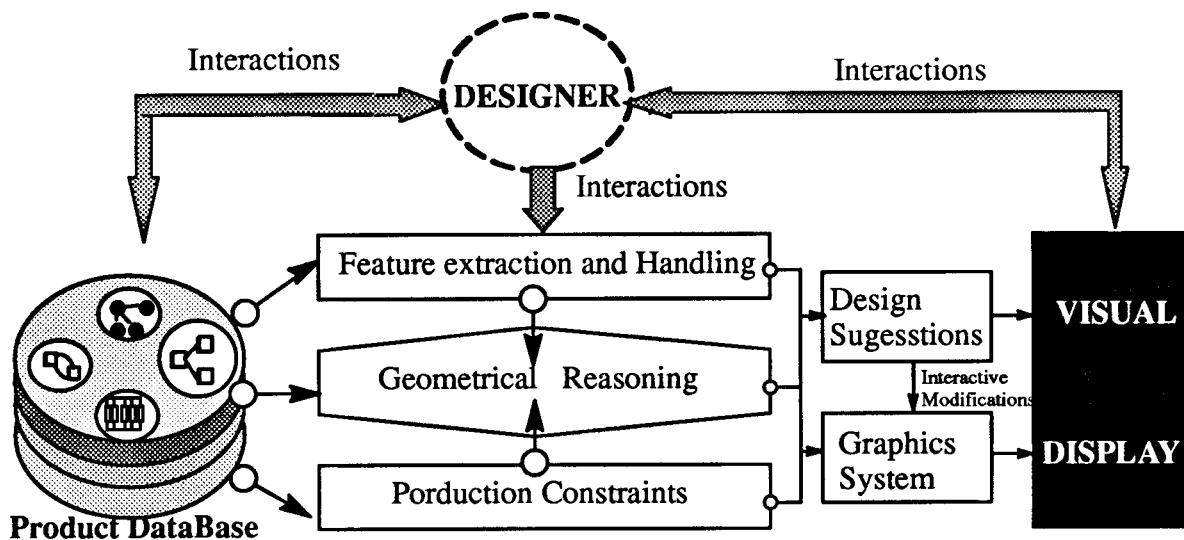 Interactions
Interactions
DESIGNER
Interactions
Feature extraction and Handling
Design
Sugesstions
VISUAL
Geometrical Reasoning
Interactive
Modifications
Graphics
System
DISPLAY
Porduction Constraints
Product DataBase